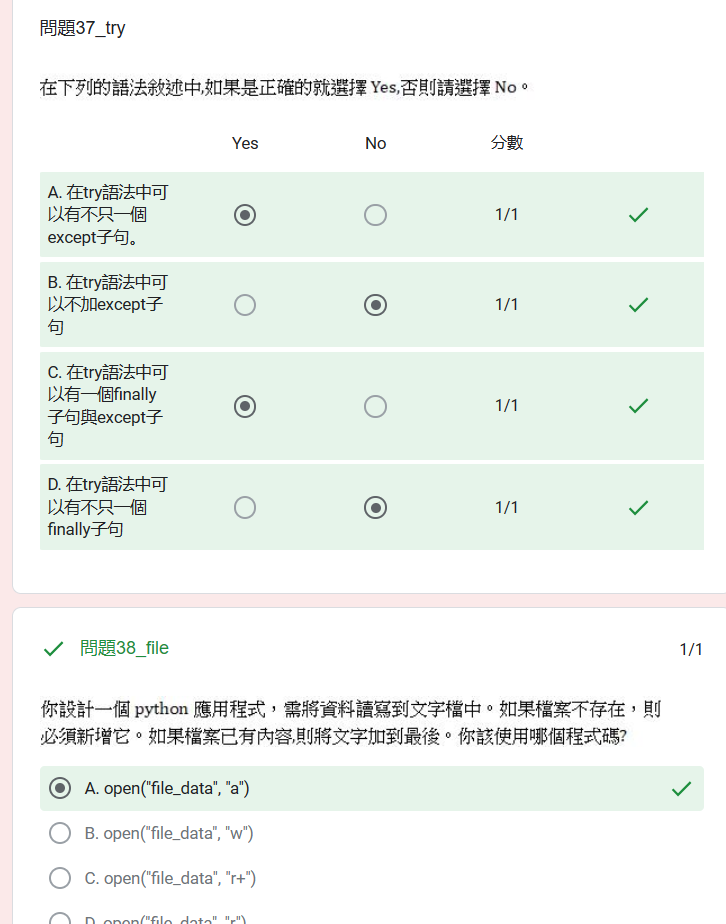 問題37_try
在下列的語法敘述中,如果是正確的就選擇 Yes,否則請選擇 No。
Yes No 分數
A. 在try語法中可
以有不只一個
except子句。
1/1
B. 在try語法中可
以不加except子
句
1/1
C. 在try語法中可
以有一個finally
子句與except子
句
1/1
D. 在try語法中可
以有不只一個
finally子句
1/1
問題38_file
1/1
你設計一個 python 應用程式，需將資料讀寫到文字檔中。如果檔案不存在，則
必須新增它。如果檔案已有內容,則將文字加到最後。你該使用哪個程式碼?
A. open("file_data", "a")
B. open("file_data", "w")
C. open("file_data", "r+")
D. open("file_data", "r")